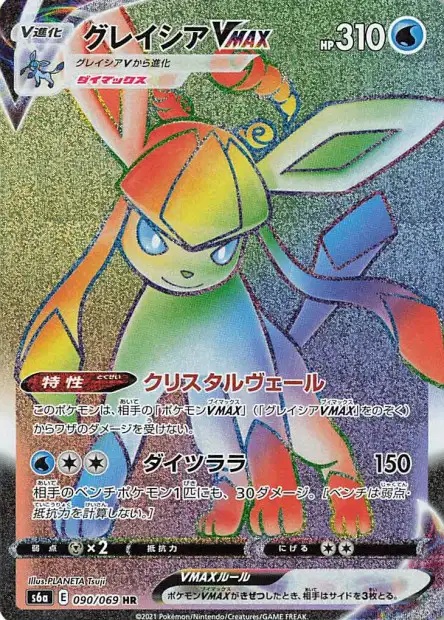 V進化
グレイシアVMAX
HP310
グレイシアVから進化
ダイマックス
特性
とくせい
クリスタルヴェール
このポケモンは、相手の「ポケモンVMAX」(「グレイシアVMAX」をのぞく)
からワザのダメージを受けない。
ダイツララ 150
相手のベンチポケモン1匹にも、30ダメージ。[ベンチは弱点・
抵抗力を計算しない。]
弱点 ×2 抵抗力 にげる
Illus.PLANETA Tsuji
VMAXルール
s6a E 090/069 HR
VMAXがきぜつしたとき、相手はサイドを3枚とる。
©2021 Pokémon/Nintendo/Creatures/GAME FREAK